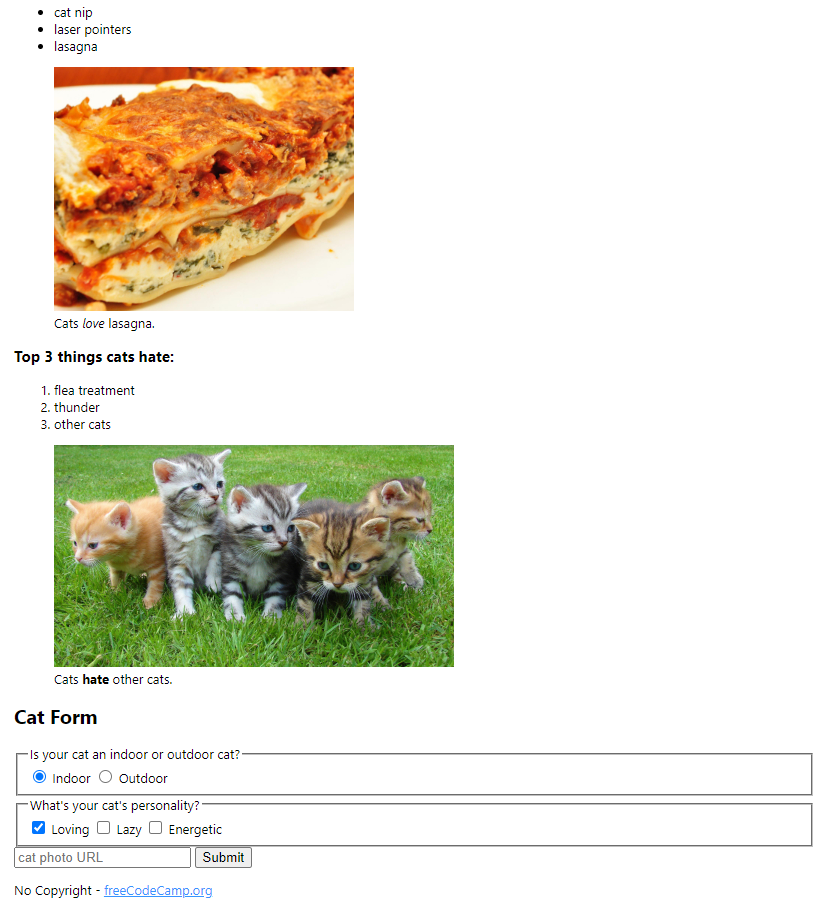 cat nip
laser pointers
lasagna
Cats love lasagna.
Top 3 things cats hate:
1. flea treatment
2. thunder
3. other cats
Cats hate other cats.
Cat Form
Is your cat an indoor or outdoor cat?
Indoor Outdoor
What's your cat's personality?
Loving Lazy Energetic
cat photo URL Submit
No Copyright - freeCodeCamp.org